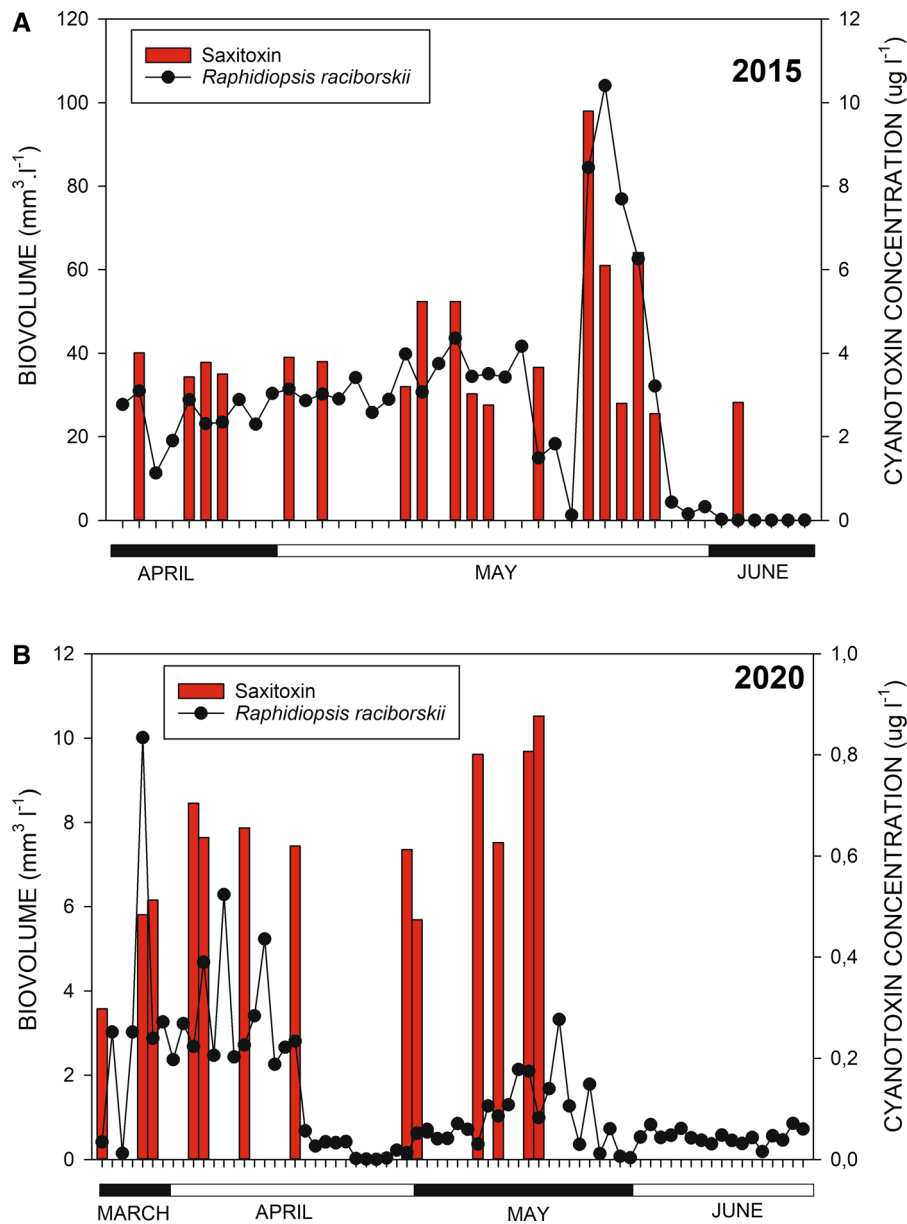 A
2015
Saxitoxin
Raphidiopsis raciborskii
BIOVOLUME (mm³.l⁻¹)
120
100
80
60
40
20
0
CYANOTOXIN CONCENTRATION (ug l⁻¹)
12
10
8
6
4
2
0
APRIL MAY JUNE
B
2020
Saxitoxin
Raphidiopsis raciborskii
BIOVOLUME (mm³ l⁻¹)
12
10
8
6
4
2
0
CYANOTOXIN CONCENTRATION (ug l⁻¹)
1,0
0,8
0,6
0,4
0,2
0,0
MARCH APRIL MAY JUNE